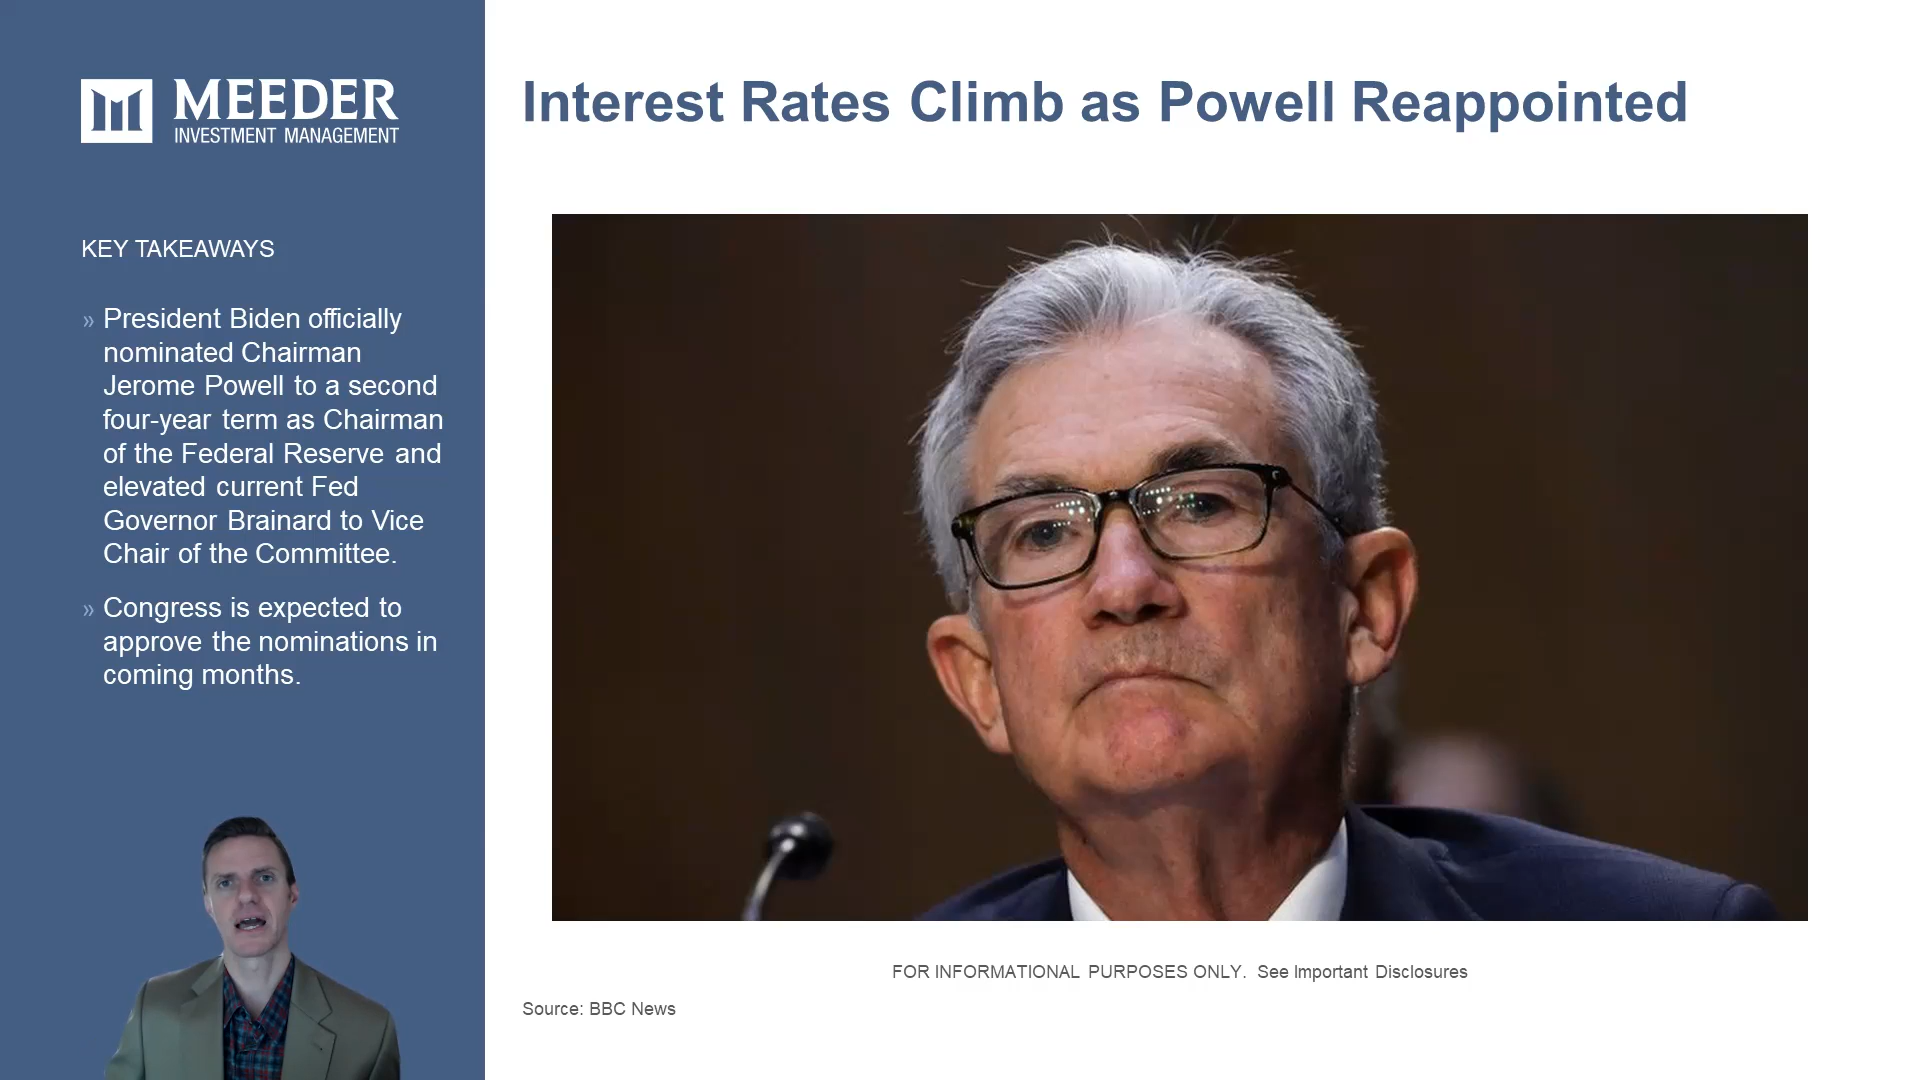 MEEDER
INVESTMENT MANAGEMENT
KEY TAKEAWAYS
» President Biden officially
nominated Chairman
Jerome Powell to a second
four-year term as Chairman
of the Federal Reserve and
elevated current Fed
Governor Brainard to Vice
Chair of the Committee.
» Congress is expected to
approve the nominations in
coming months.
Interest Rates Climb as Powell Reappointed
FOR INFORMATIONAL PURPOSES ONLY. See Important Disclosures
Source: BBC News